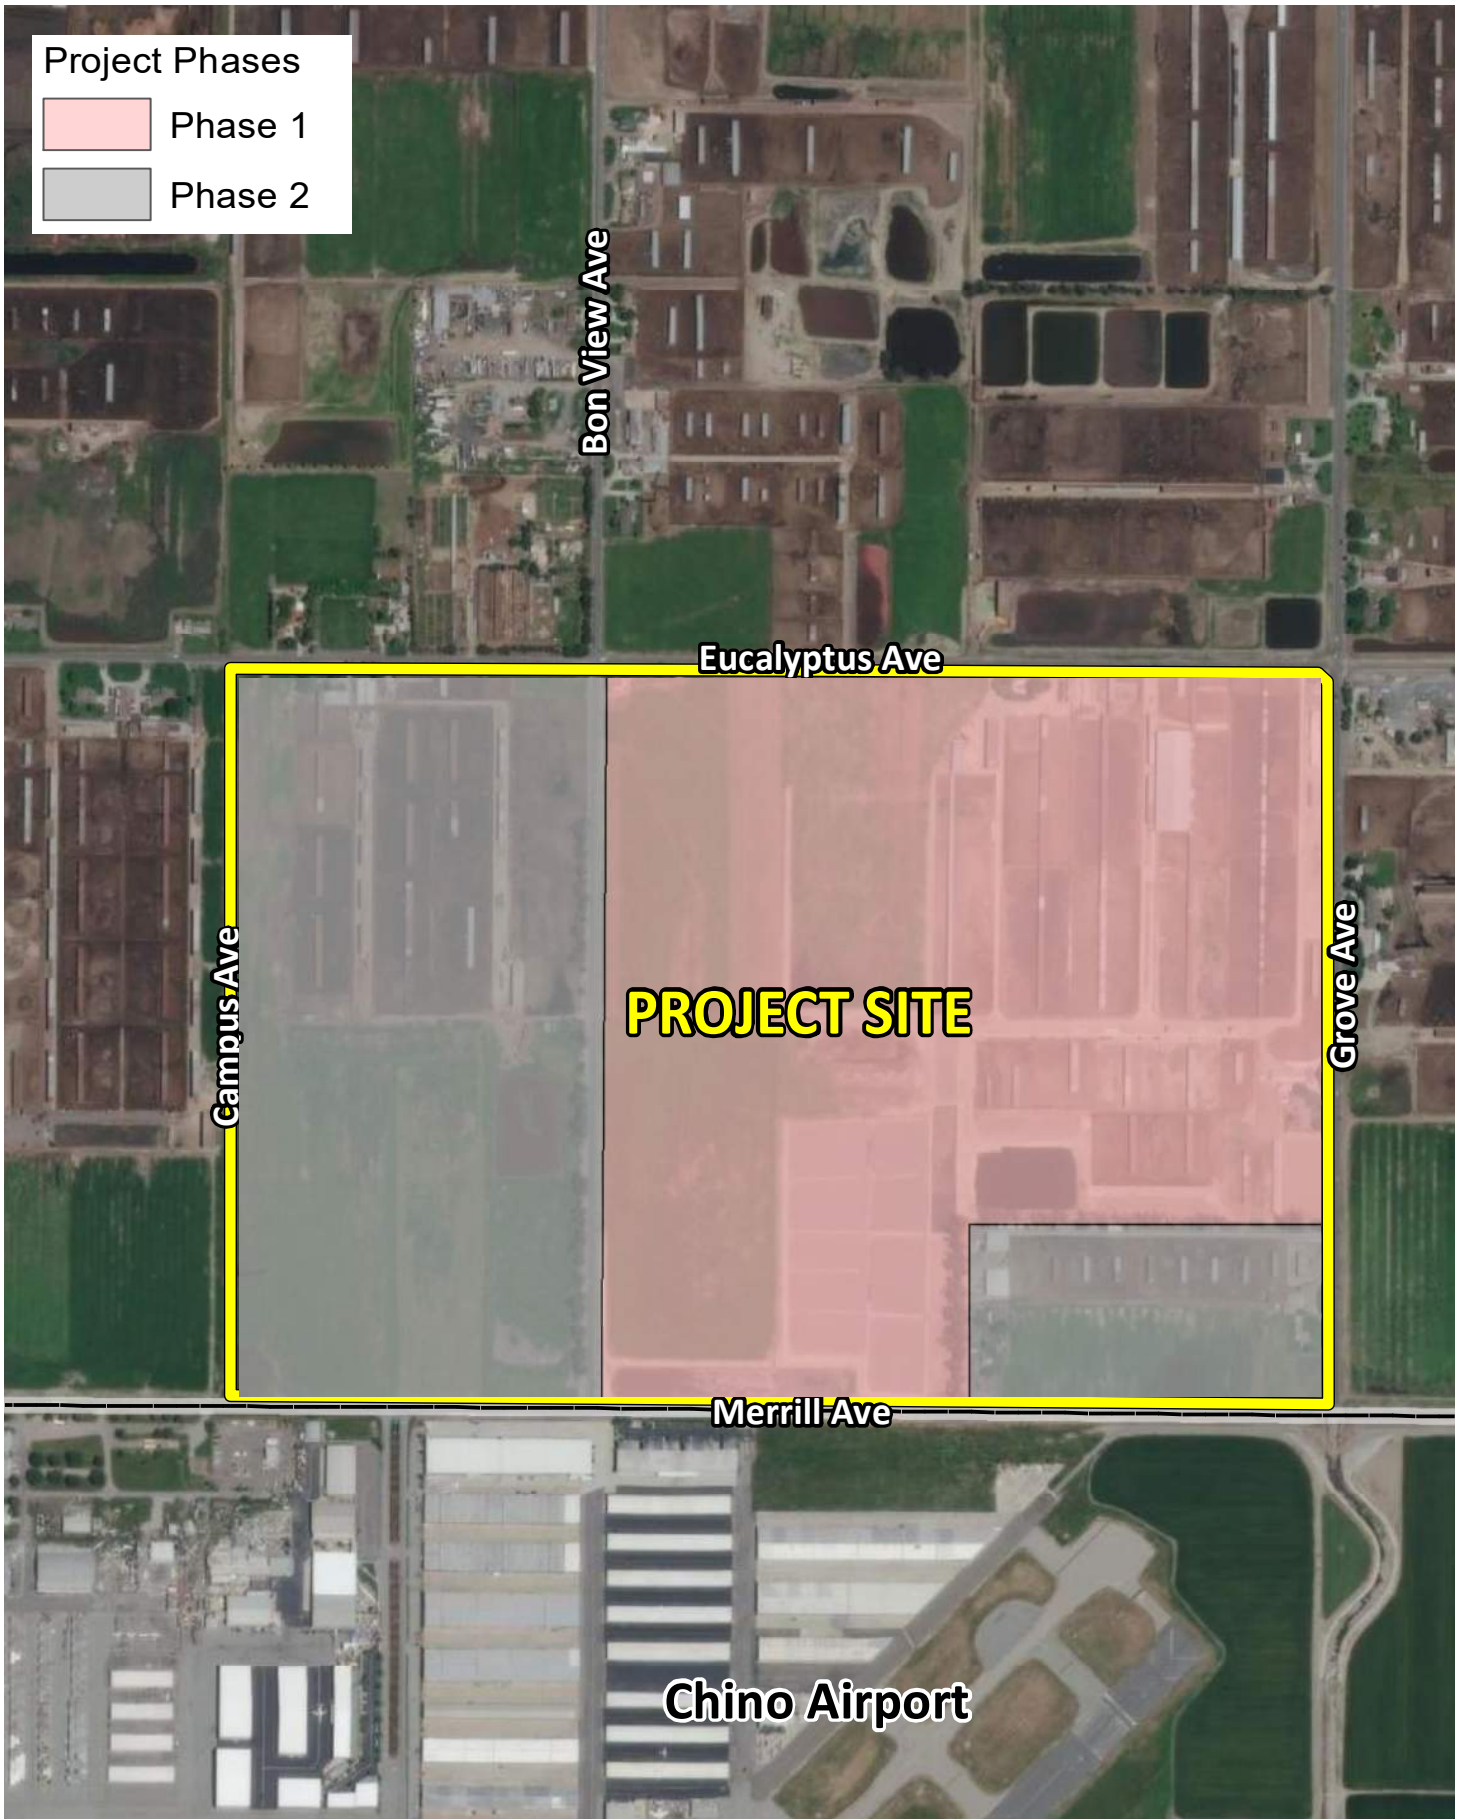 Project Phases
Phase 1
Phase 2
Bon View Ave
Eucalyptus Ave
Campus Ave
PROJECT SITE
Grove Ave
Merrill Ave
Chino Airport